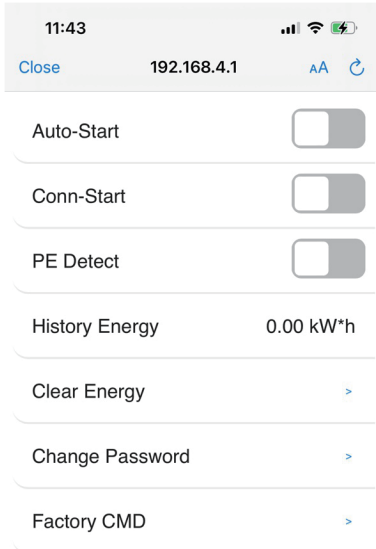 11:43
Close 192.168.4.1 AA
Auto-Start
Conn-Start
PE Detect
History Energy 0.00 kW*h
Clear Energy >
Change Password >
Factory CMD >